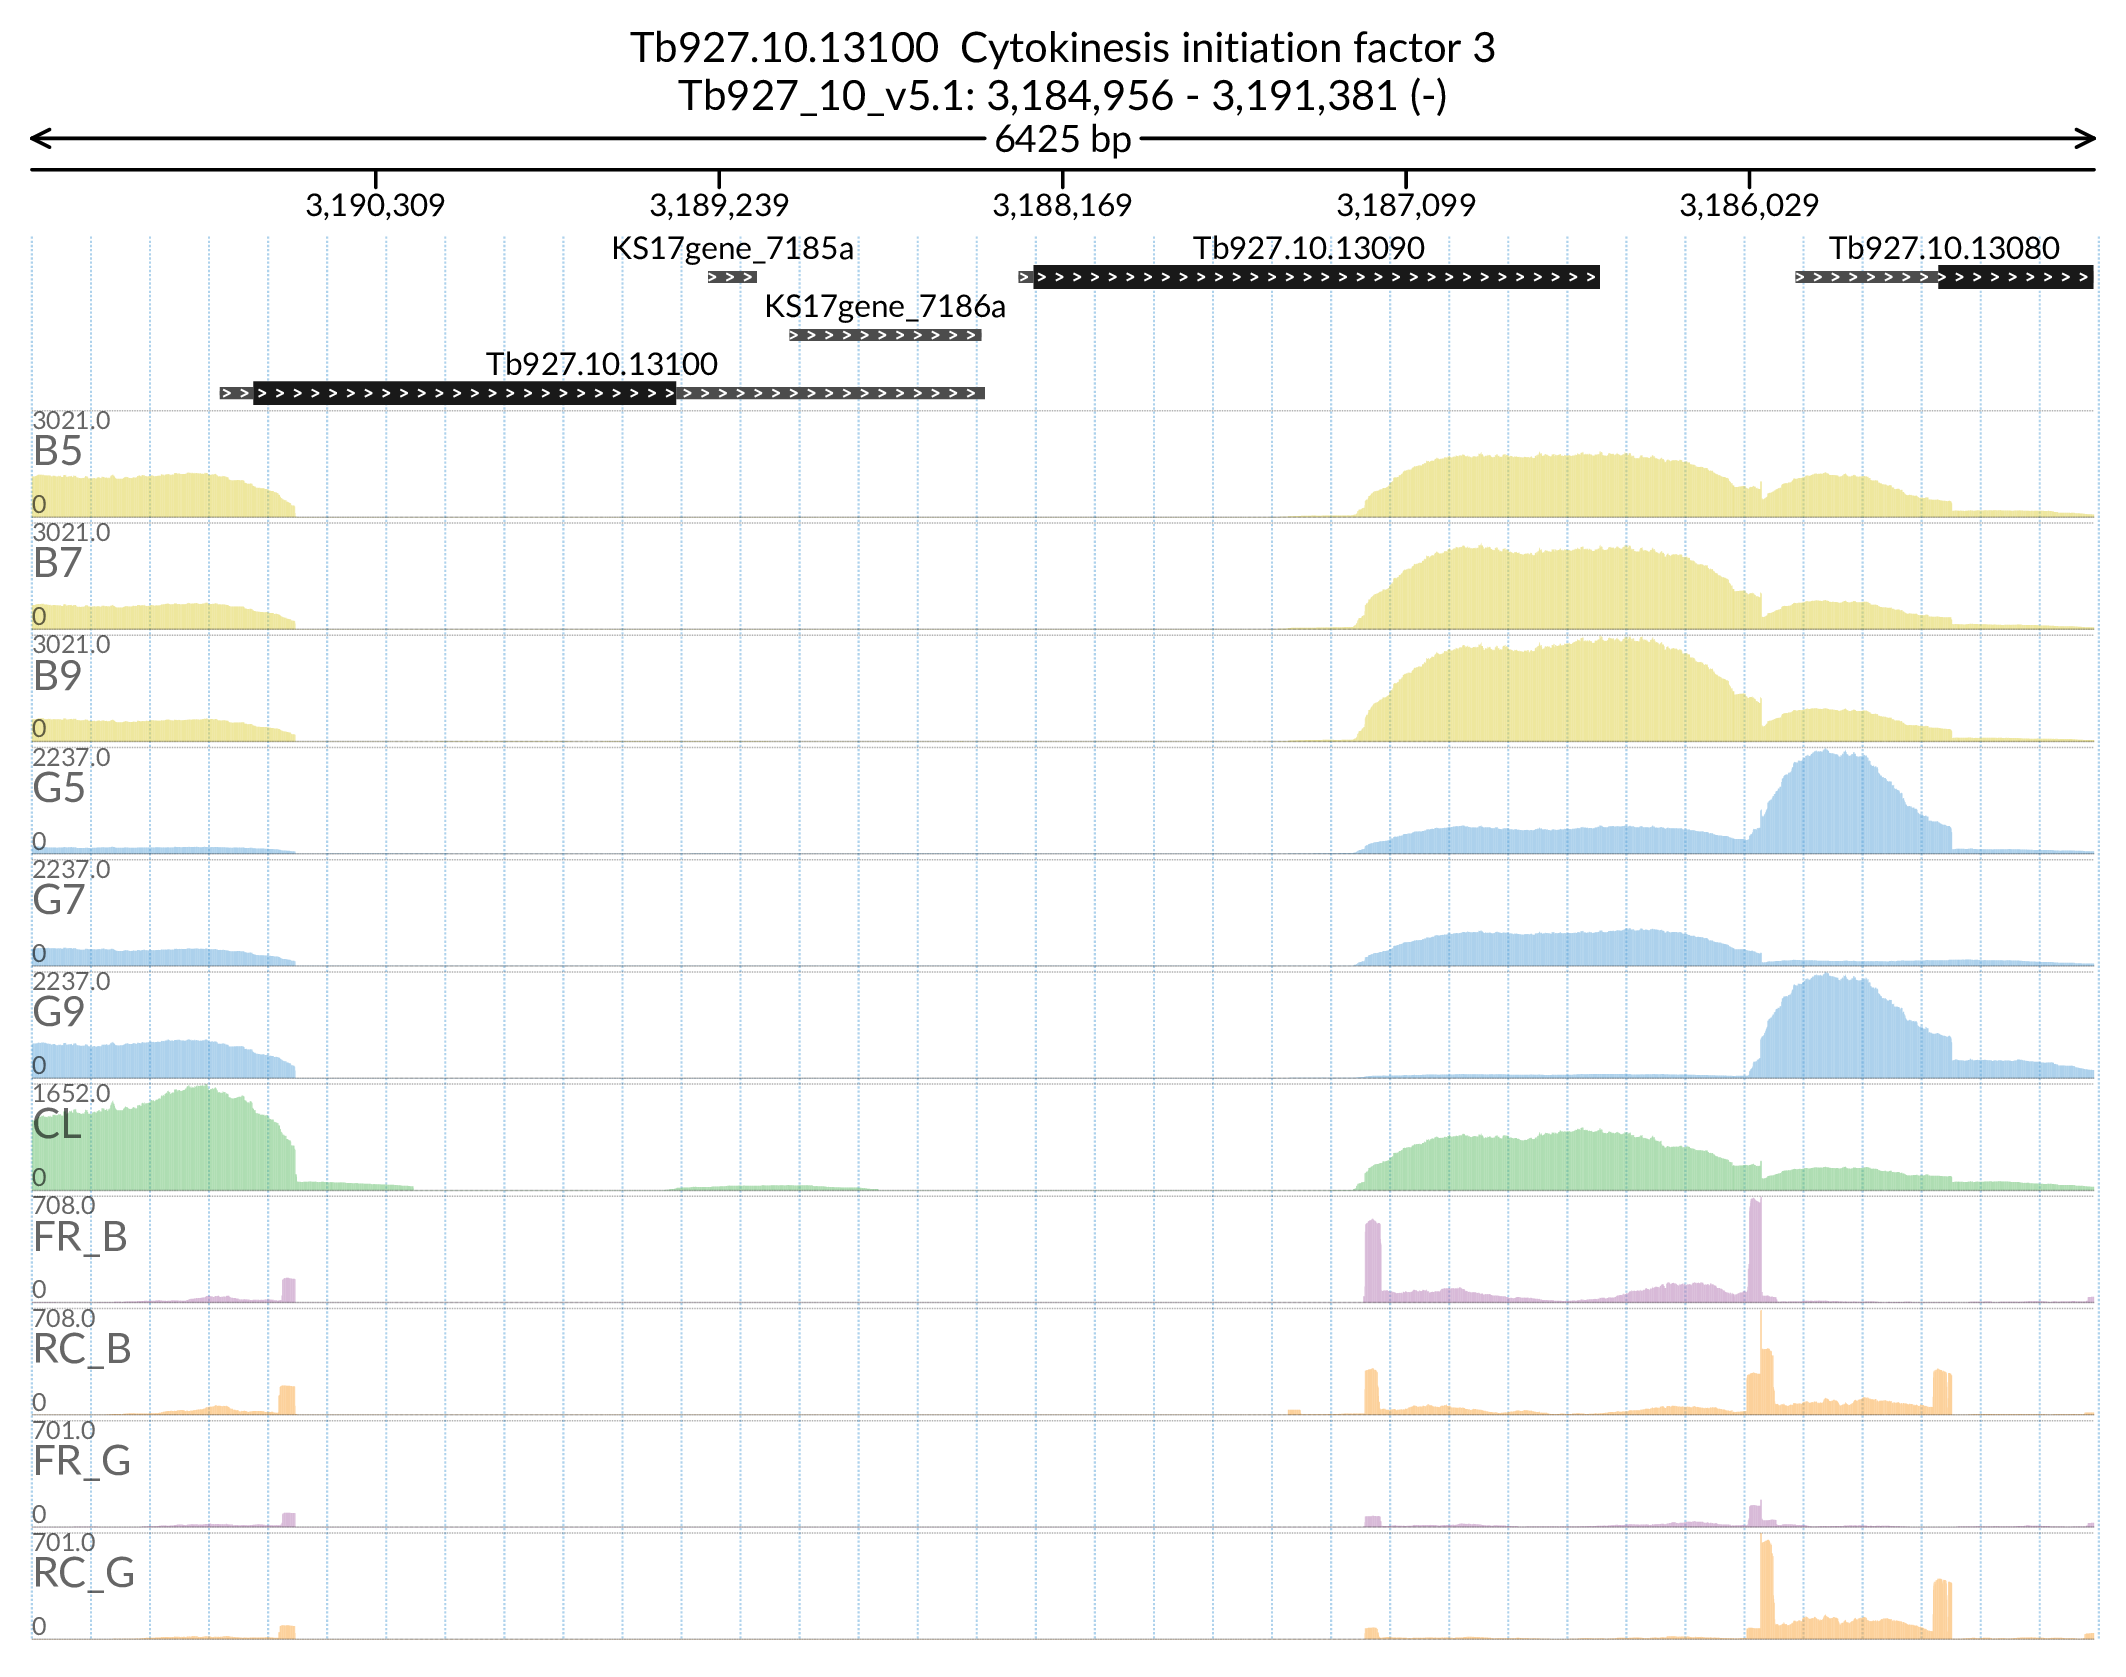 Tb927.10.13100  Cytokinesis initiation factor 3
Tb927_10_v5.1: 3,184,956 - 3,191,381 (-)
6425 bp
3,190,309 3,189,239 3,188,169 3,187,099 3,186,029
KS17gene_7185a Tb927.10.13090 Tb927.10.13080
KS17gene_7186a
Tb927.10.13100
3021.0
B5
0
3021.0
B7
0
3021.0
B9
0
2237.0
G5
0
2237.0
G7
0
2237.0
G9
0
1652.0
CL
0
708.0
FR_B
0
708.0
RC_B
0
701.0
FR_G
0
701.0
RC_G
0